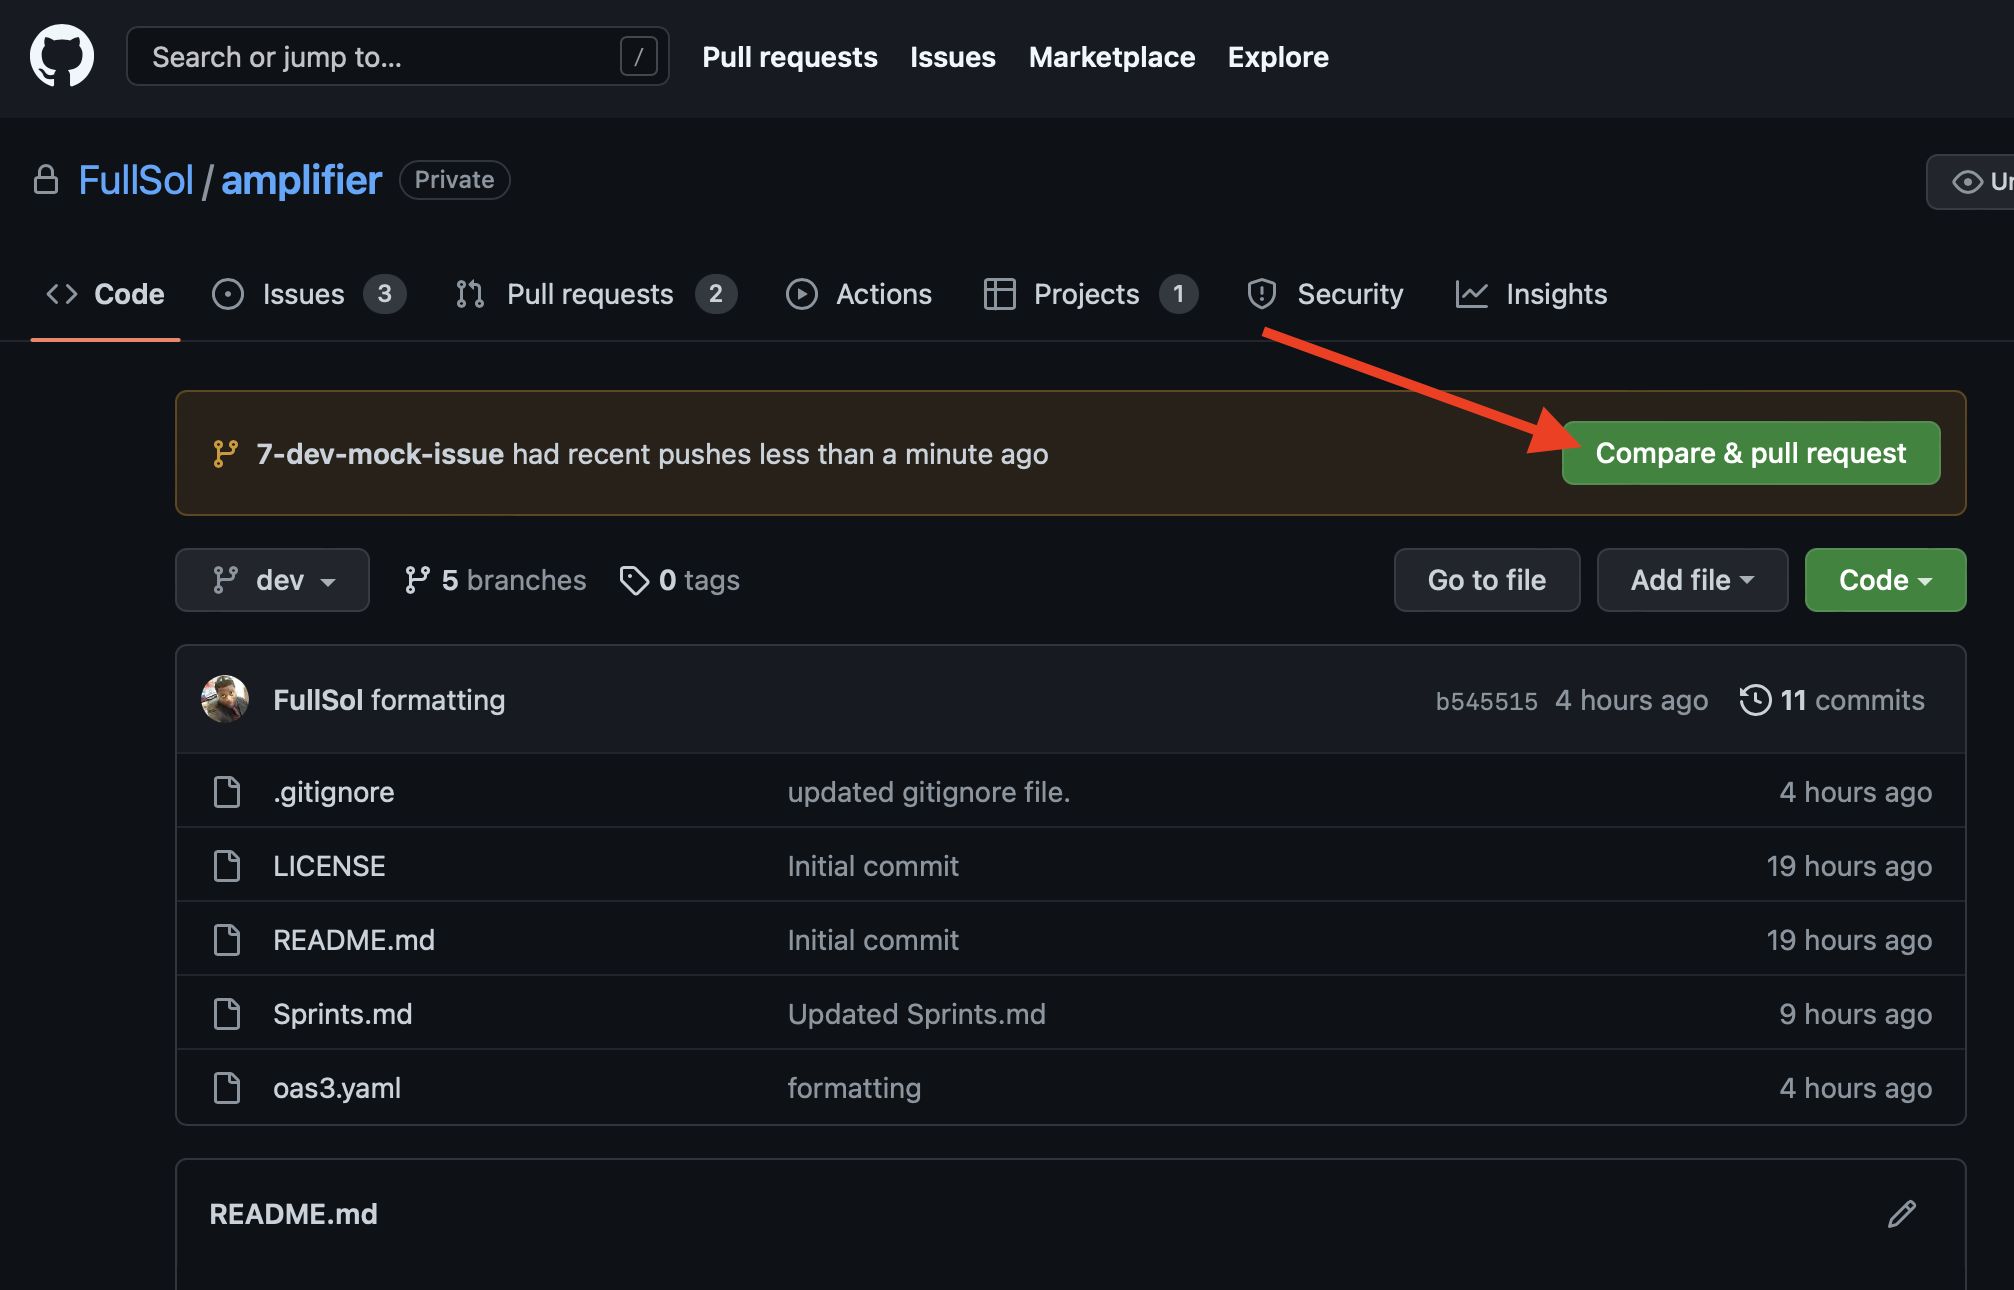 Search or jump to... / Pull requests Issues Marketplace Explore
FullSol / amplifier Private
Code Issues 3 Pull requests 2 Actions Projects 1 Security Insights
7-dev-mock-issue had recent pushes less than a minute ago Compare & pull request
dev 5 branches 0 tags Go to file Add file Code
FullSol formatting b545515 4 hours ago 11 commits
.gitignore updated gitignore file. 4 hours ago
LICENSE Initial commit 19 hours ago
README.md Initial commit 19 hours ago
Sprints.md Updated Sprints.md 9 hours ago
oas3.yaml formatting 4 hours ago
README.md